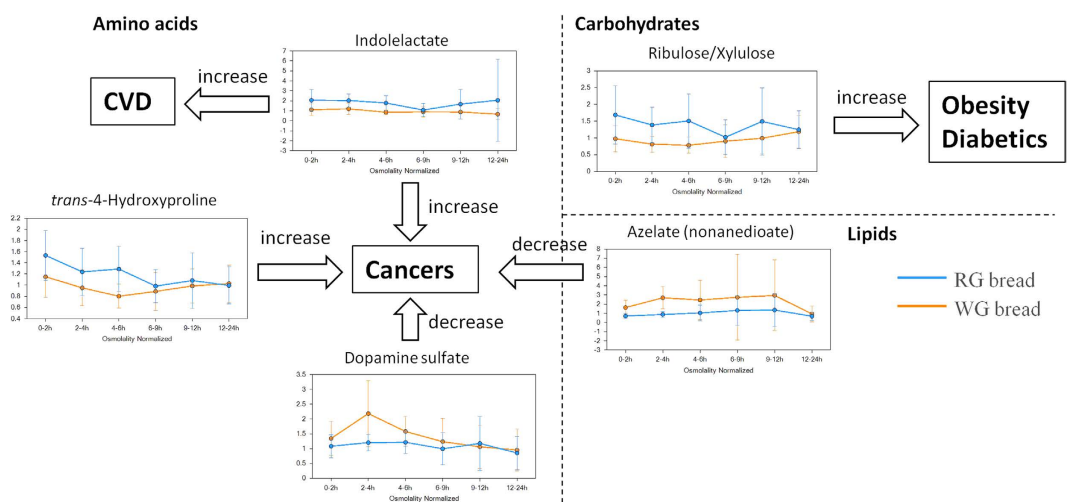 Amino acids
Indolelactate
7
6
5
4
3
2
1
0
-1
-2
-3
0-2h 2-4h 4-6h 6-9h 9-12h 12-24h
Osmolality Normalized
increase
CVD
increase
trans-4-Hydroxyproline
2.2
2
1.8
1.6
1.4
1.2
1
0.8
0.6
0.4
0-2h 2-4h 4-6h 6-9h 9-12h 12-24h
Osmolality Normalized
increase
Cancers
decrease
Dopamine sulfate
3.5
3
2.5
2
1.5
1
0.5
0
0-2h 2-4h 4-6h 6-9h 9-12h 12-24h
Osmolality Normalized
Carbohydrates
Ribulose/Xylulose
3
2.5
2
1.5
1
0.5
0
0-2h 2-4h 4-6h 6-9h 9-12h 12-24h
Osmolality Normalized
increase
Obesity
Diabetics
decrease
Azelate (nonanedioate)
Lipids
8
7
6
5
4
3
2
1
0
-1
-2
-3
0-2h 2-4h 4-6h 6-9h 9-12h 12-24h
Osmolality Normalized
RG bread
WG bread